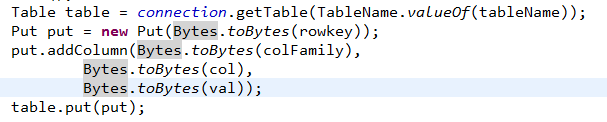 Table table = connection.getTable(TableName.valueOf(tableName));
Put put = new Put(Bytes.toBytes(rowkey));
put.addColumn(Bytes.toBytes(colFamily),
Bytes.toBytes(col),
Bytes.toBytes(val));
table.put(put);